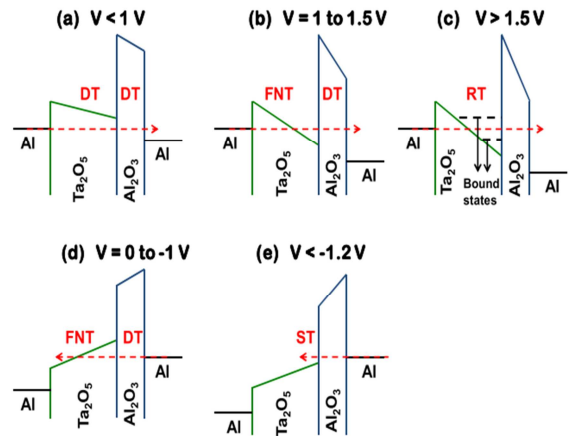 (a) V < 1 V
DT DT
Al
Al
Ta₂O₅
Al₂O₃
(b) V = 1 to 1.5 V
FNT DT
Al
Al
Ta₂O₅
Al₂O₃
(c) V > 1.5 V
RT
Al
Al
Ta₂O₅
Al₂O₃
Bound
states
(d) V = 0 to -1 V
FNT DT
Al
Al
Ta₂O₅
Al₂O₃
(e) V < -1.2 V
ST
Al
Al
Ta₂O₅
Al₂O₃